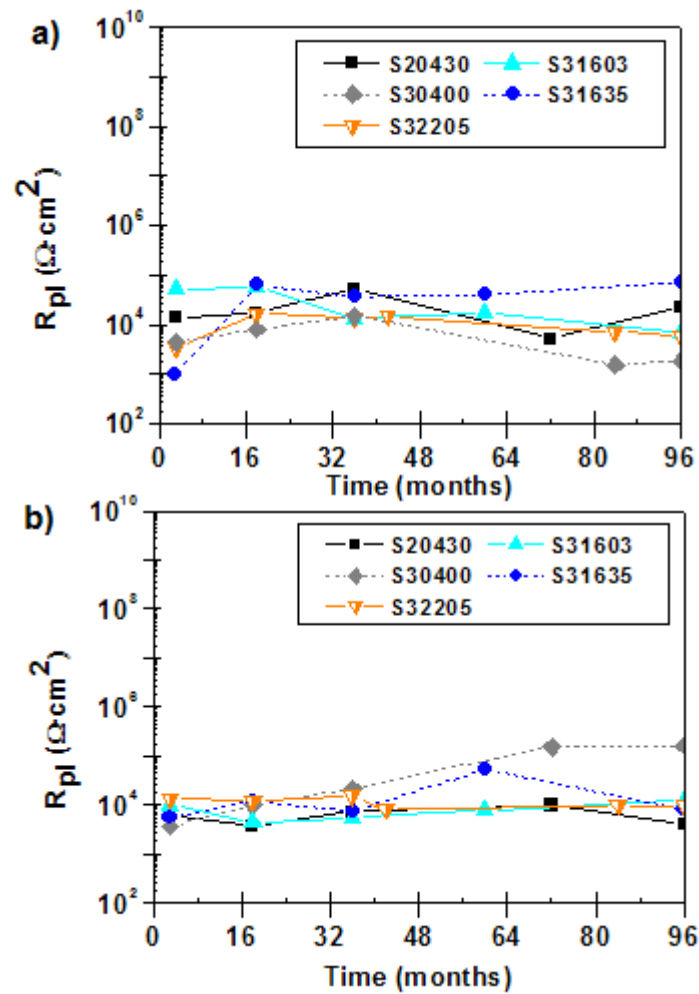 a)
10^10
10^8
10^6
10^4
10^2
R_pl (Ω·cm^2)
S20430 S31603
S30400 S31635
S32205
0 16 32 48 64 80 96
Time (months)
b)
10^10
10^8
10^6
10^4
10^2
R_pl (Ω·cm^2)
S20430 S31603
S30400 S31635
S32205
0 16 32 48 64 80 96
Time (months)